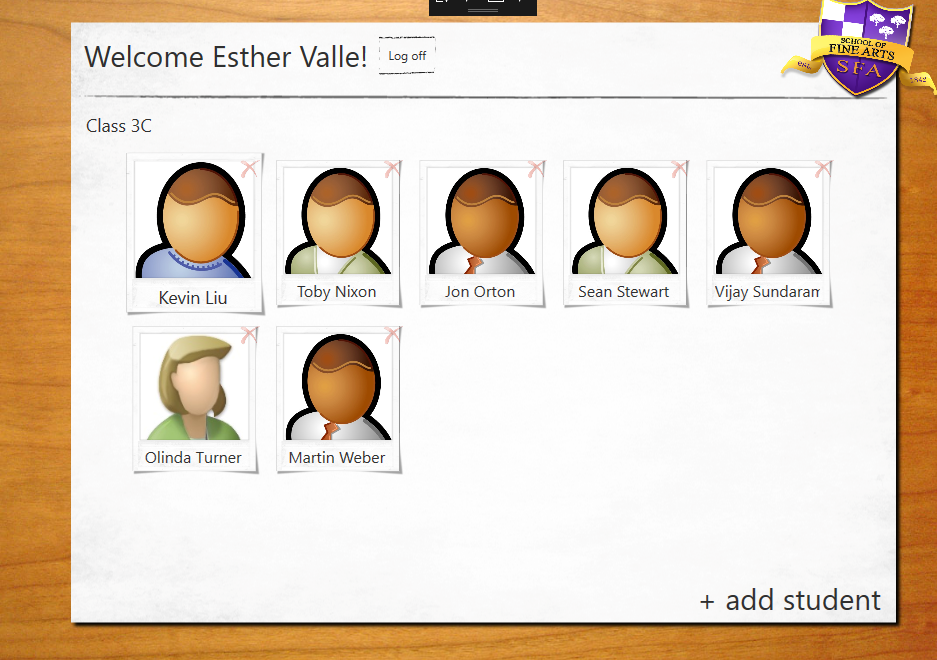 Welcome Esther Valle!
Log off
SCHOOL OF
FINE ARTS
SFA
1842
Class 3C
Kevin Liu
Toby Nixon
Jon Orton
Sean Stewart
Vijay Sundaram
Olinda Turner
Martin Weber
+ add student